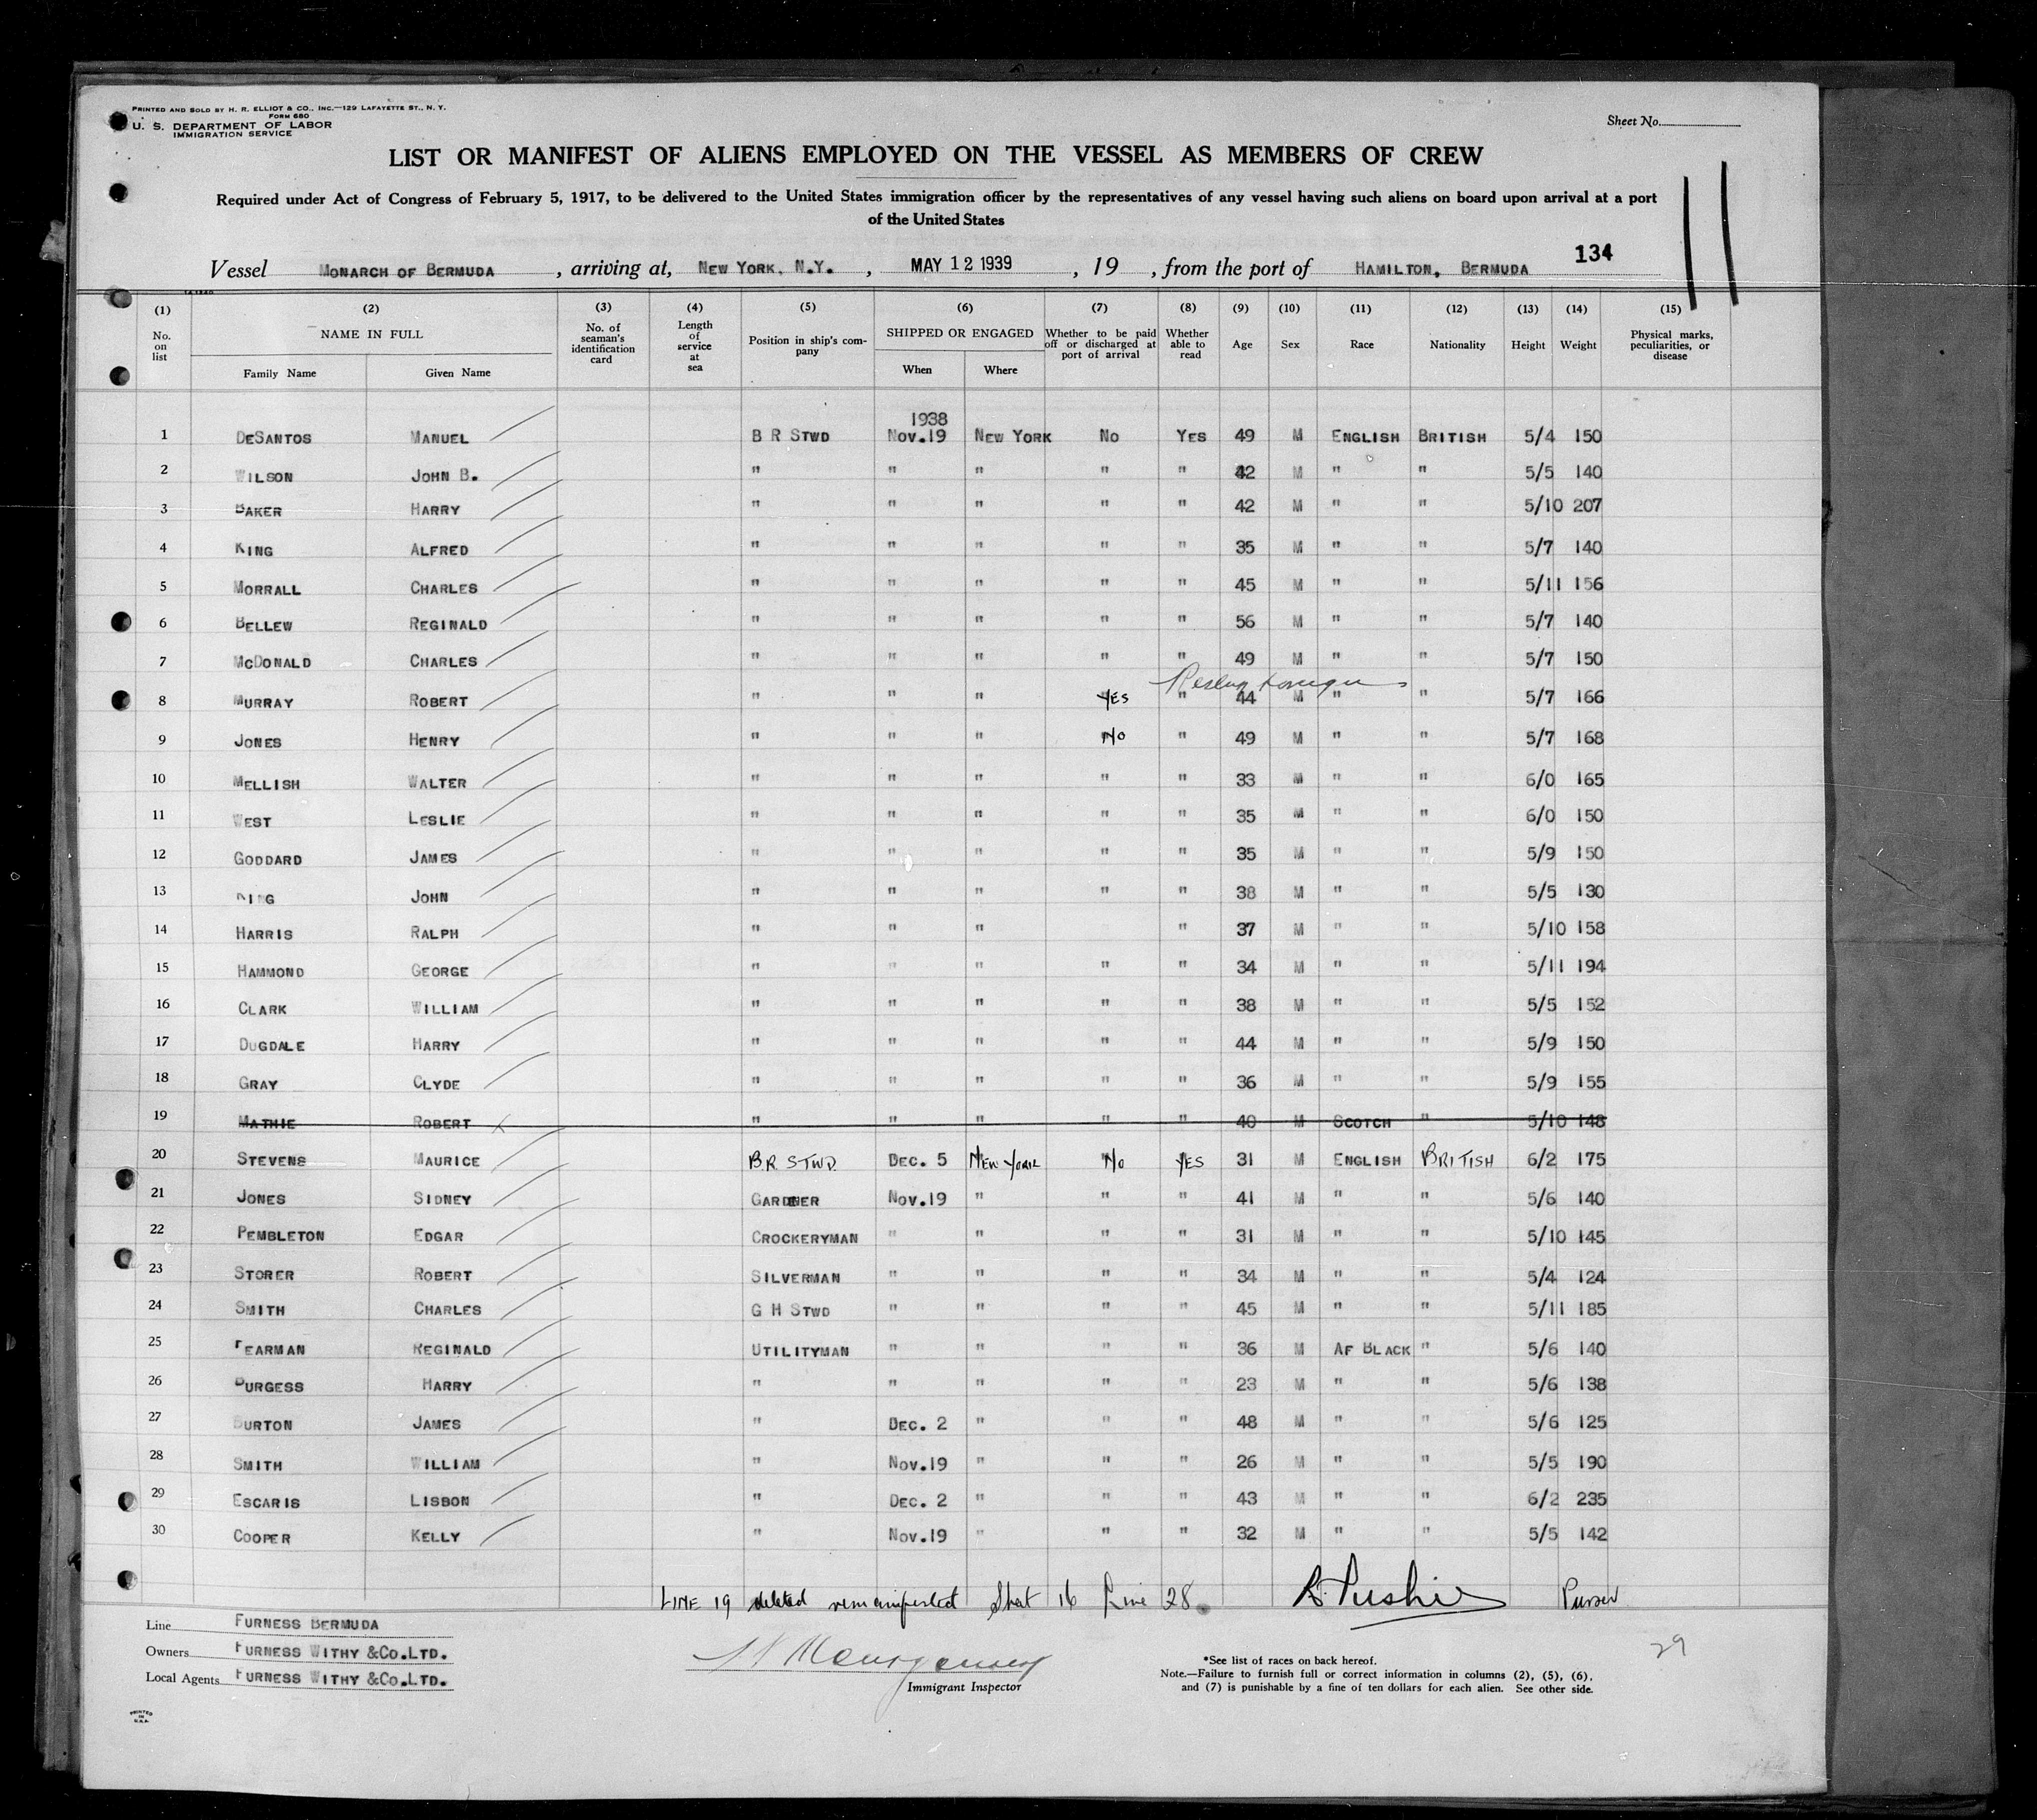 PRINTED AND SOLD BY H. R. ELLIOT & CO., INC.—129 LAFAYETTE ST., N. Y.
FORM 680
U. S. DEPARTMENT OF LABOR
IMMIGRATION SERVICE
Sheet No.
LIST OR MANIFEST OF ALIENS EMPLOYED ON THE VESSEL AS MEMBERS OF CREW
Required under Act of Congress of February 5, 1917, to be delivered to the United States immigration officer by the representatives of any vessel having such aliens on board upon arrival at a port
of the United States
134
Vessel MONARCH OF BERMUDA, arriving at, NEW YORK, N.Y., MAY 12 1939, 19 , from the port of HAMILTON, BERMUDA
(1) (2) (3) (4) (5) (6) (7) (8) (9) (10) (11) (12) (13) (14) (15)
No. on list NAME IN FULL Family Name Given Name No. of seaman's identification card Length of service at sea Position in ship's company SHIPPED OR ENGAGED When Where Whether to be paid off or discharged at port of arrival Whether able to read Age Sex Race Nationality Height Weight Physical marks, peculiarities, or disease
1938
1 DESANTOS MANUEL B R STWD NOV.19 NEW YORK NO YES 49 M ENGLISH BRITISH 5/4 150
2 WILSON JOHN B. " " " " " 42 M " " 5/5 140
3 BAKER HARRY " " " " " 42 M " " 5/10 207
4 KING ALFRED " " " " " 35 M " " 5/7 140
5 MORRALL CHARLES " " " " " 45 M " " 5/11 156
6 BELLEW REGINALD " " " " " 56 M " " 5/7 140
7 MCDONALD CHARLES " " " " " 49 M " " 5/7 150
8 MURRAY ROBERT " " " YES " 44 M " " 5/7 166
9 JONES HENRY " " " NO " 49 M " " 5/7 168
10 MELLISH WALTER " " " " " 33 M " " 6/0 165
11 WEST LESLIE " " " " " 35 M " " 6/0 150
12 GODDARD JAMES " " " " " 35 M " " 5/9 150
13 KING JOHN " " " " " 38 M " " 5/5 130
14 HARRIS RALPH " " " " 37 M " " 5/10 158
15 HAMMOND GEORGE " " " " " 34 M " " 5/11 194
16 CLARK WILLIAM " " " " " 38 M " " 5/5 152
17 DUGDALE HARRY " " " " " 44 M " " 5/9 150
18 GRAY CLYDE " " " " " 36 M " " 5/9 155
19 MATHIE ROBERT " " " " " 40 M SCOTCH " 5/10 148
20 STEVENS MAURICE B.R. STWD. DEC. 5 NEW YORK NO YES 31 M ENGLISH BRITISH 6/2 175
21 JONES SIDNEY GARDNER NOV.19 " " " 41 M " " 5/6 140
22 PEMBLETON EDGAR CROCKERYMAN " " " " 31 M " " 5/10 145
23 STORER ROBERT SILVERMAN " " " " 34 M " " 5/4 124
24 SMITH CHARLES G H STWD " " " " 45 M " " 5/11 185
25 FEARMAN REGINALD UTILITYMAN " " " " 36 M AF BLACK " 5/6 140
26 BURGESS HARRY " " " " " 23 M " " 5/6 138
27 BURTON JAMES " DEC. 2 " " " 48 M " " 5/6 125
28 SMITH WILLIAM " NOV.19 " " " 26 M " " 5/5 190
29 ESCARIS LISBON " DEC. 2 " " " 43 M " " 6/2 235
30 COOPER KELLY " NOV.19 " " " 32 M " " 5/5 142
LINE 19 deleted remanifested Sheet 16 Line 28. Purser
Line FURNESS BERMUDA
Owners FURNESS WITHY &CO.LTD.
Local Agents FURNESS WITHY &CO.LTD.
Immigrant Inspector
*See list of races on back hereof.
Note.—Failure to furnish full or correct information in columns (2), (5), (6),
and (7) is punishable by a fine of ten dollars for each alien. See other side.
29
PRINTED IN U.S.A.